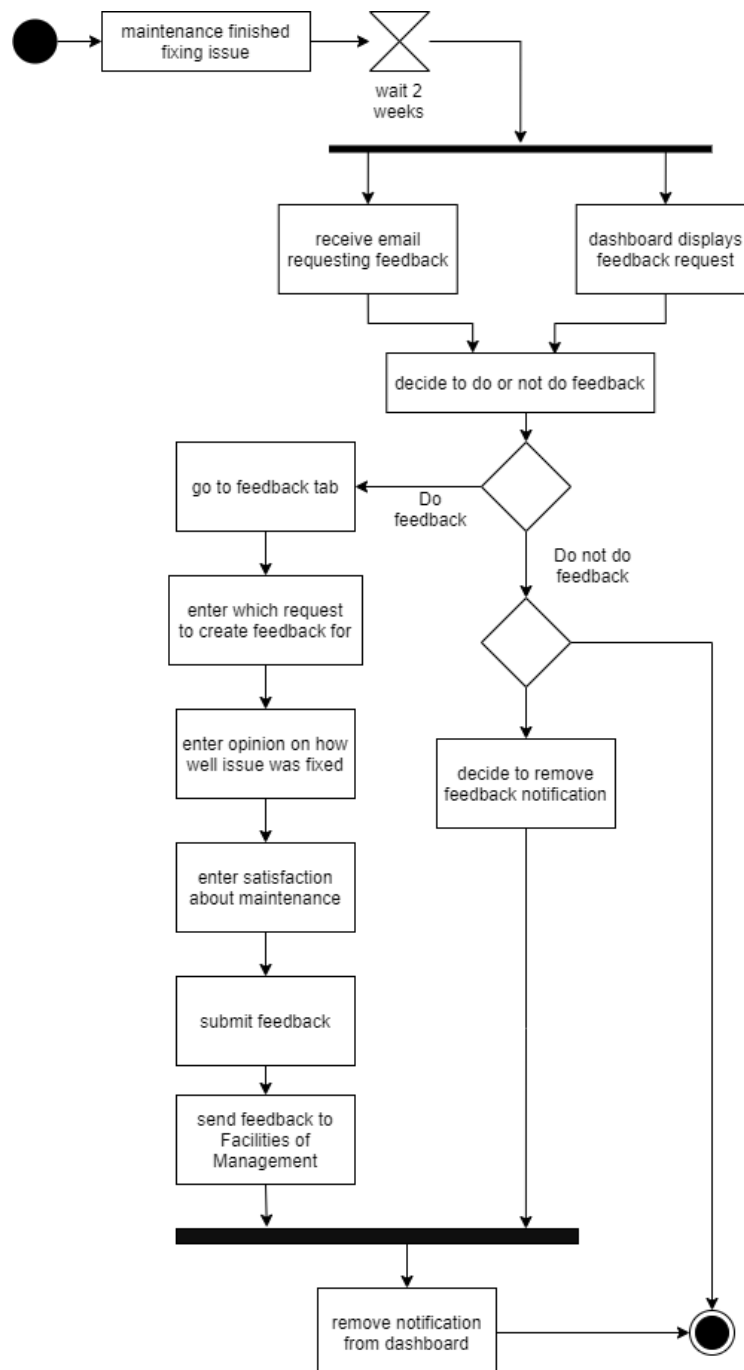 maintenance finished
fixing issue
wait 2
weeks
receive email
requesting feedback
dashboard displays
feedback request
decide to do or not do feedback
go to feedback tab
Do
feedback
Do not do
feedback
enter which request
to create feedback for
enter opinion on how
well issue was fixed
decide to remove
feedback notification
enter satisfaction
about maintenance
submit feedback
send feedback to
Facilities of
Management
remove notification
from dashboard